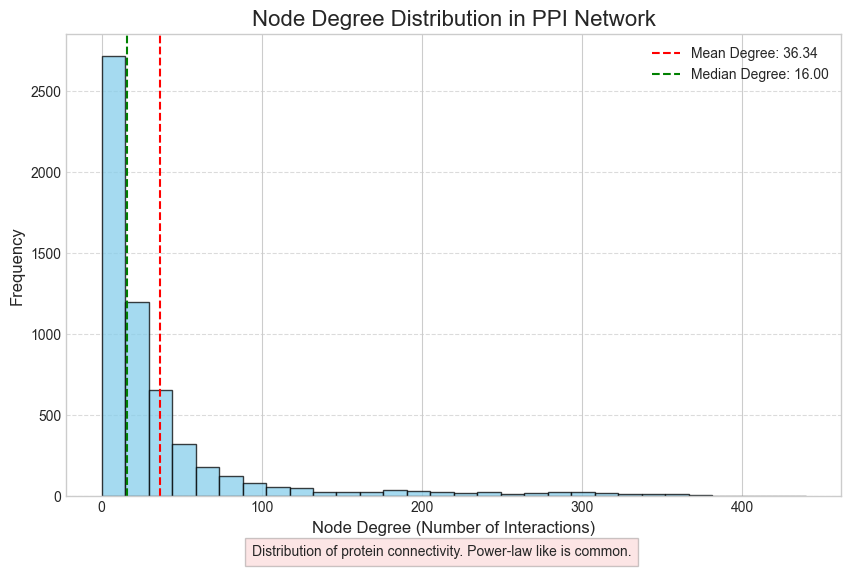 Node Degree Distribution in PPI Network
Mean Degree: 36.34
Median Degree: 16.00
Frequency
2500
2000
1500
1000
500
0
0 100 200 300 400
Node Degree (Number of Interactions)
Distribution of protein connectivity. Power-law like is common.